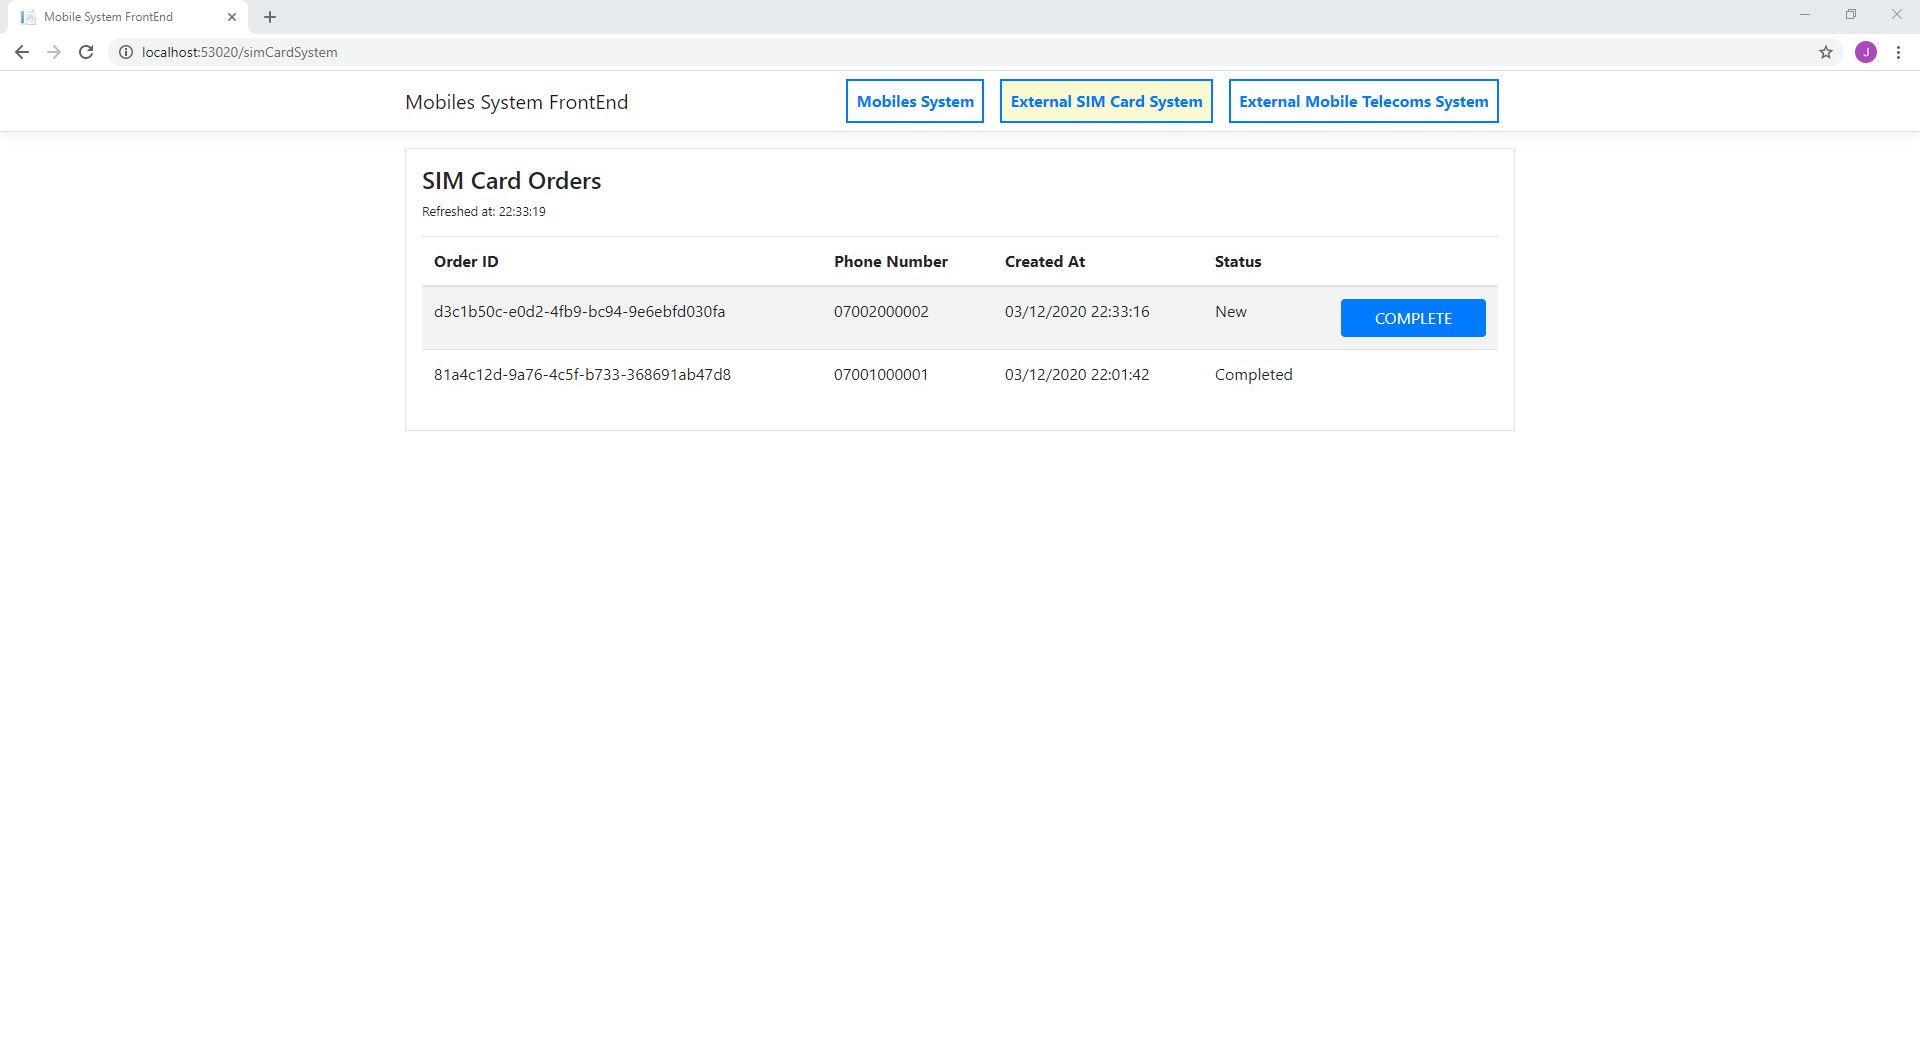 Mobile System FrontEnd
localhost:53020/simCardSystem
J
Mobiles System FrontEnd
Mobiles System
External SIM Card System
External Mobile Telecoms System
SIM Card Orders
Refreshed at: 22:33:19
Order ID Phone Number Created At Status
d3c1b50c-e0d2-4fb9-bc94-9e6ebfd030fa 07002000002 03/12/2020 22:33:16 New COMPLETE
81a4c12d-9a76-4c5f-b733-368691ab47d8 07001000001 03/12/2020 22:01:42 Completed